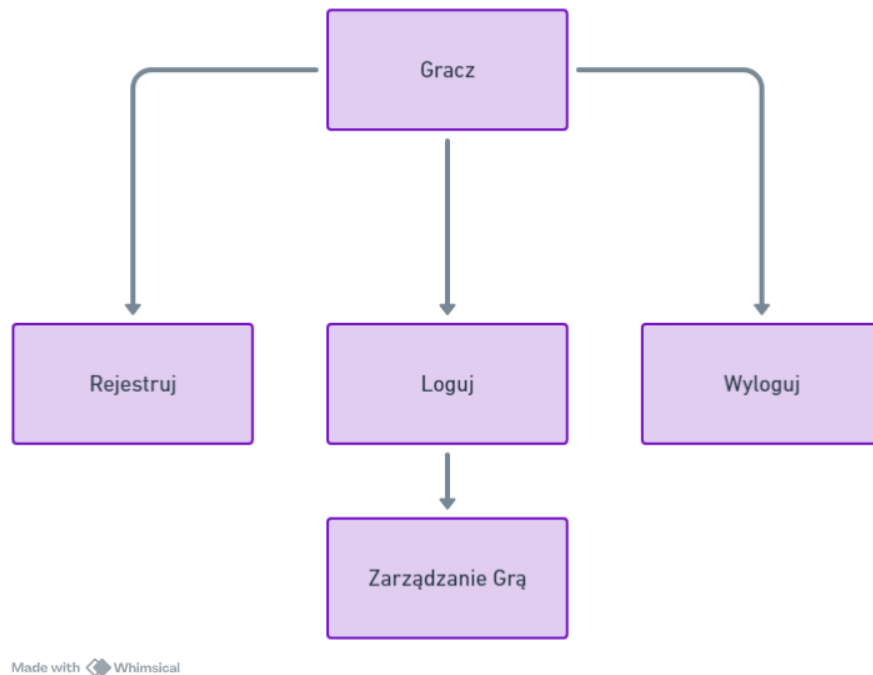 Gracz
Rejestruj
Loguj
Wyloguj
Zarządzanie Grą
Made with Whimsical